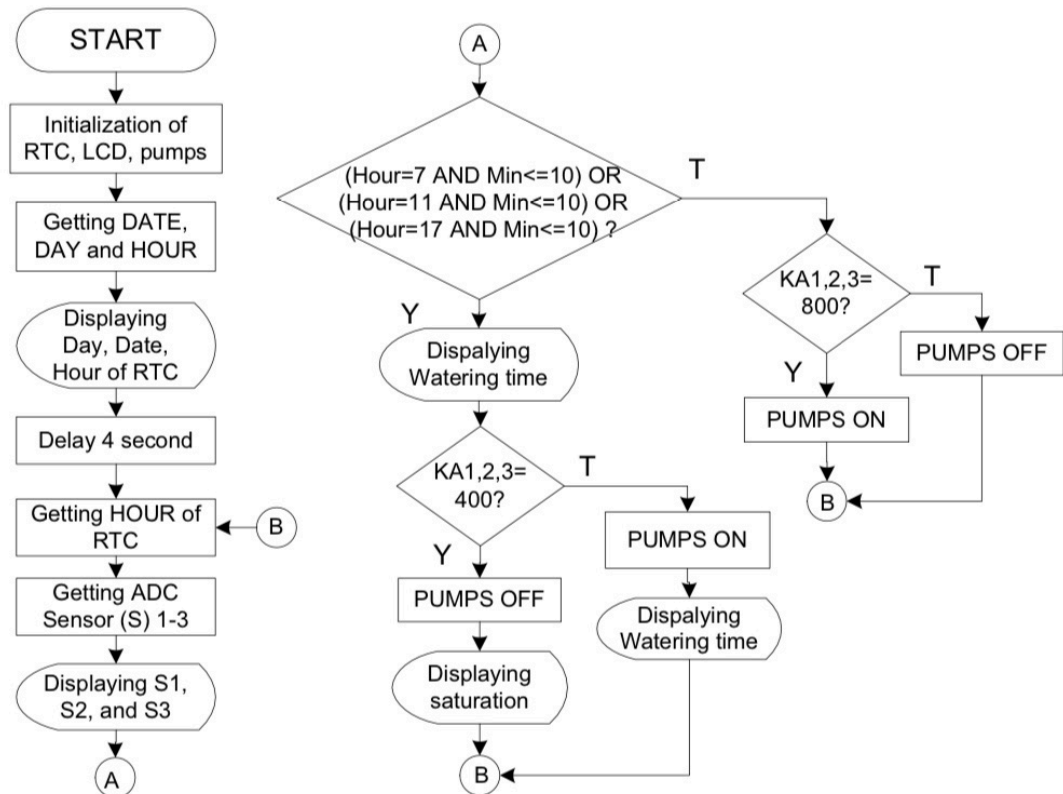 START
Initialization of
RTC, LCD, pumps
Getting DATE,
DAY and HOUR
Displaying
Day, Date,
Hour of RTC
Delay 4 second
Getting HOUR of
RTC
B
Getting ADC
Sensor (S) 1-3
Displaying S1,
S2, and S3
A
A
(Hour=7 AND Min<=10) OR
(Hour=11 AND Min<=10) OR
(Hour=17 AND Min<=10) ?
T
Y
KA1,2,3=
800?
T
Y
PUMPS OFF
PUMPS ON
B
Dispalying
Watering time
KA1,2,3=
400?
T
Y
PUMPS ON
Dispalying
Watering time
PUMPS OFF
Displaying
saturation
B